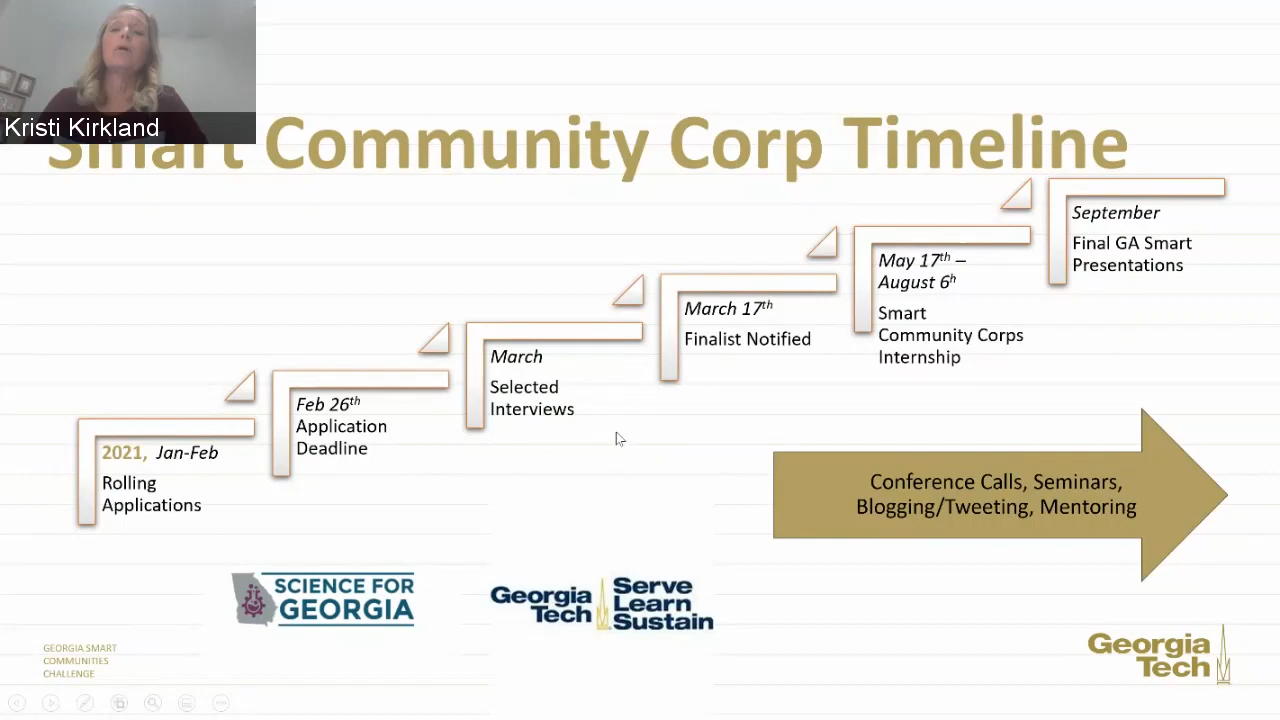 Kristi Kirkland
Smart Community Corp Timeline
2021, Jan-Feb
Rolling
Applications
Feb 26th
Application
Deadline
March
Selected
Interviews
March 17th
Finalist Notified
May 17th –
August 6h
Smart
Community Corps
Internship
September
Final GA Smart
Presentations
Conference Calls, Seminars,
Blogging/Tweeting, Mentoring
SCIENCE FOR
GEORGIA
Georgia
Tech
Serve
Learn
Sustain
GEORGIA SMART
COMMUNITIES
CHALLENGE
Georgia
Tech